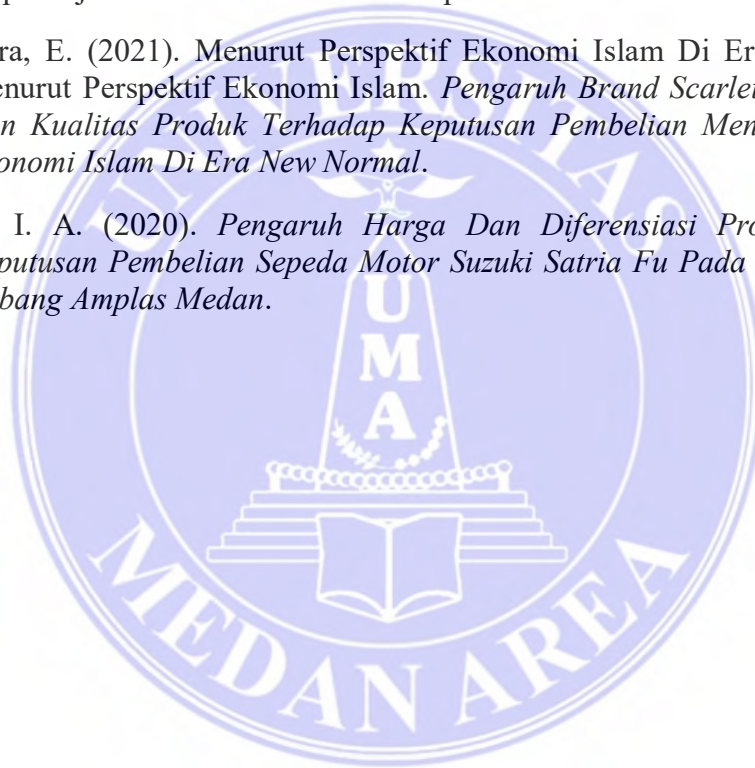 ra, E. (2021). Menurut Perspektif Ekonomi Islam Di Er
enurut Perspektif Ekonomi Islam. Pengaruh Brand Scarlet
n Kualitas Produk Terhadap Keputusan Pembelian Men
onomi Islam Di Era New Normal.
I. A. (2020). Pengaruh Harga Dan Diferensiasi Pro
putusan Pembelian Sepeda Motor Suzuki Satria Fu Pada
bang Amplas Medan.
UNIVERSITAS
UMA
MEDAN AREA